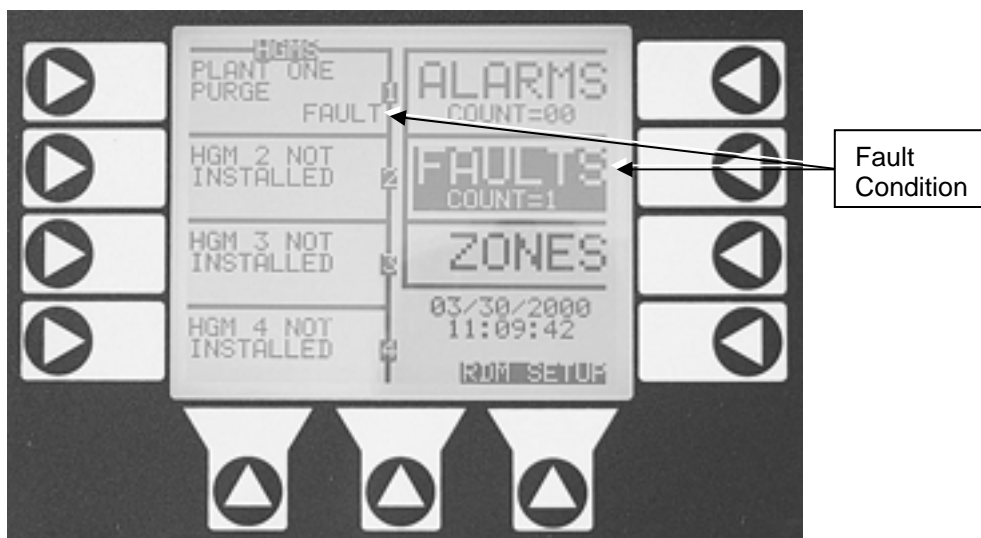 HGMS
PLANT ONE
PURGE
FAULT
1
HGM 2 NOT
INSTALLED
2
HGM 3 NOT
INSTALLED
3
HGM 4 NOT
INSTALLED
4
ALARMS
COUNT=00
FAULTS
COUNT=1
ZONES
03/30/2000
11:09:42
RDM SETUP
Fault
Condition